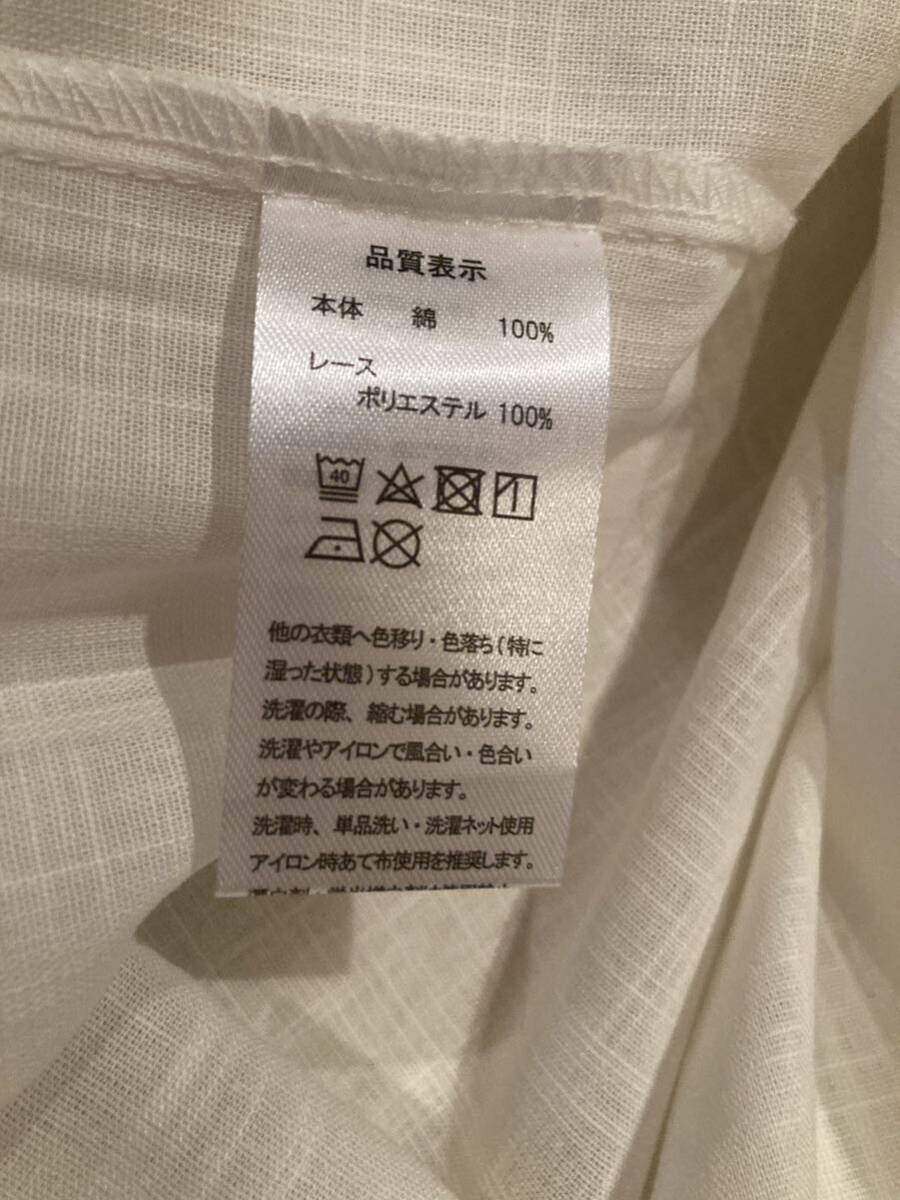 品質表示
本体 綿 100%
レース
ポリエステル 100%
40
他の衣類へ色移り・色落ち(特に
湿った状態)する場合があります。
洗濯の際、縮む場合があります。
洗濯やアイロンで風合い・色合い
が変わる場合があります。
洗濯時、単品洗い・洗濯ネット使用
アイロン時あて布使用を推奨します。